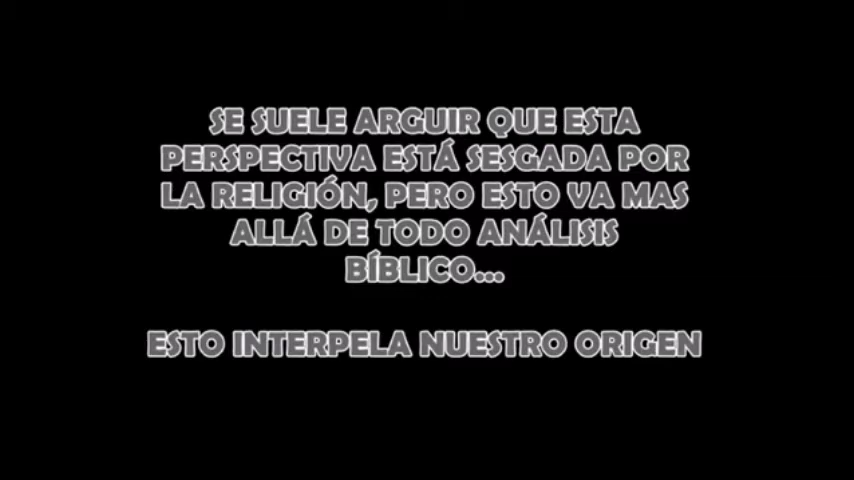 SE SUELE ARGUIR QUE ESTA
PERSPECTIVA ESTÁ SESGADA POR
LA RELIGIÓN, PERO ESTO VA MAS
ALLÁ DE TODO ANÁLISIS
BÍBLICO...
ESTO INTERPELA NUESTRO ORIGEN